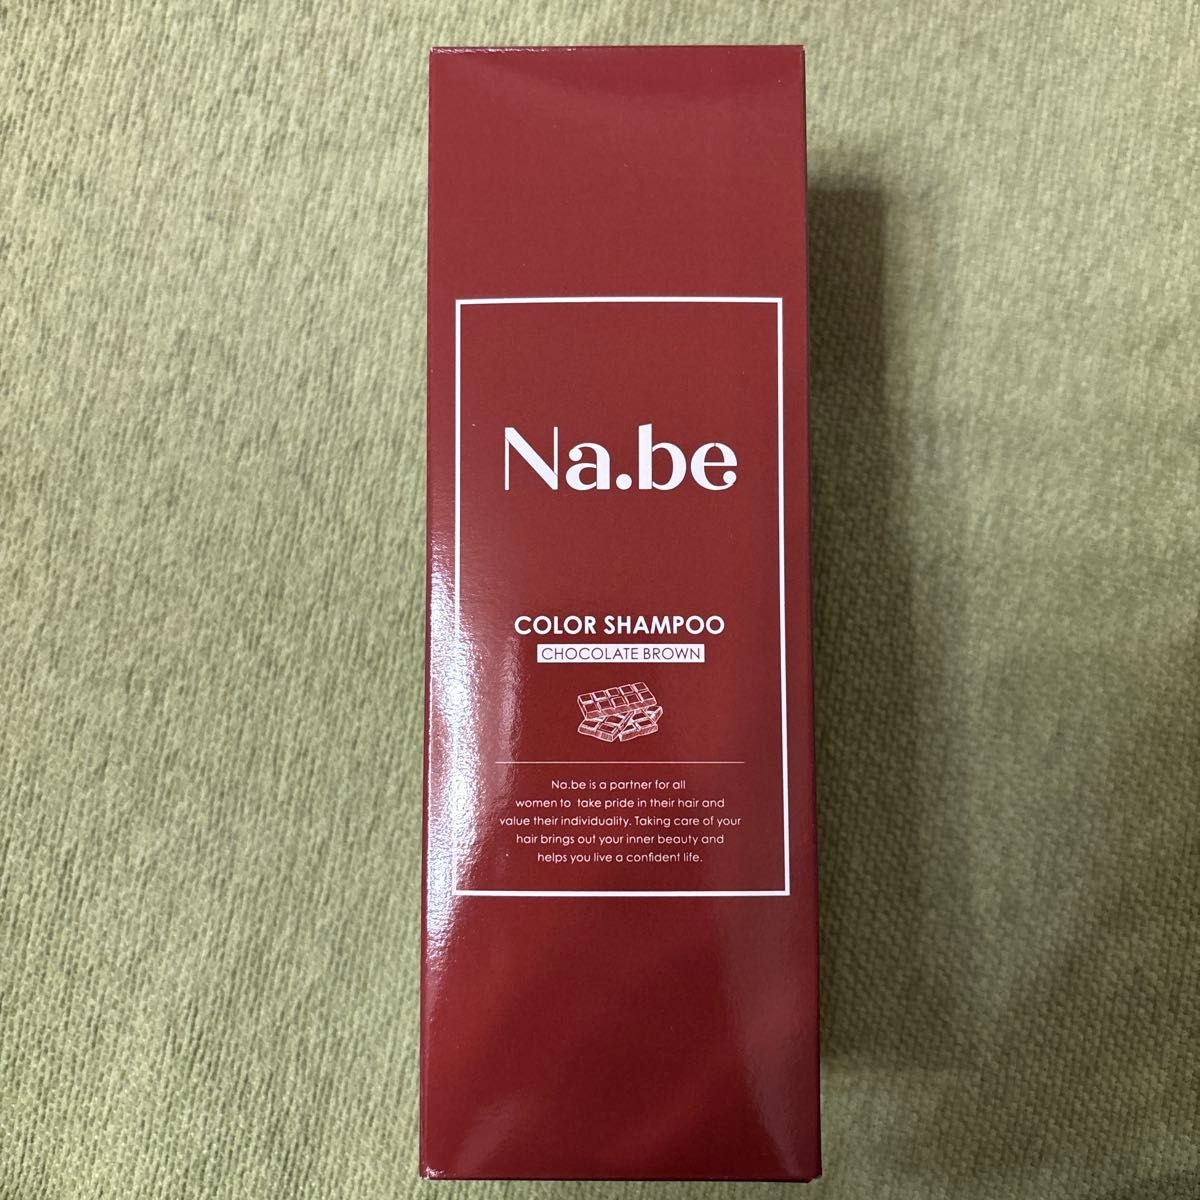 Na.be
COLOR SHAMPOO
CHOCOLATE BROWN
Na.be is a partner for all
women to take pride in their hair and
value their individuality. Taking care of your
hair brings out your inner beauty and
helps you live a confident life.